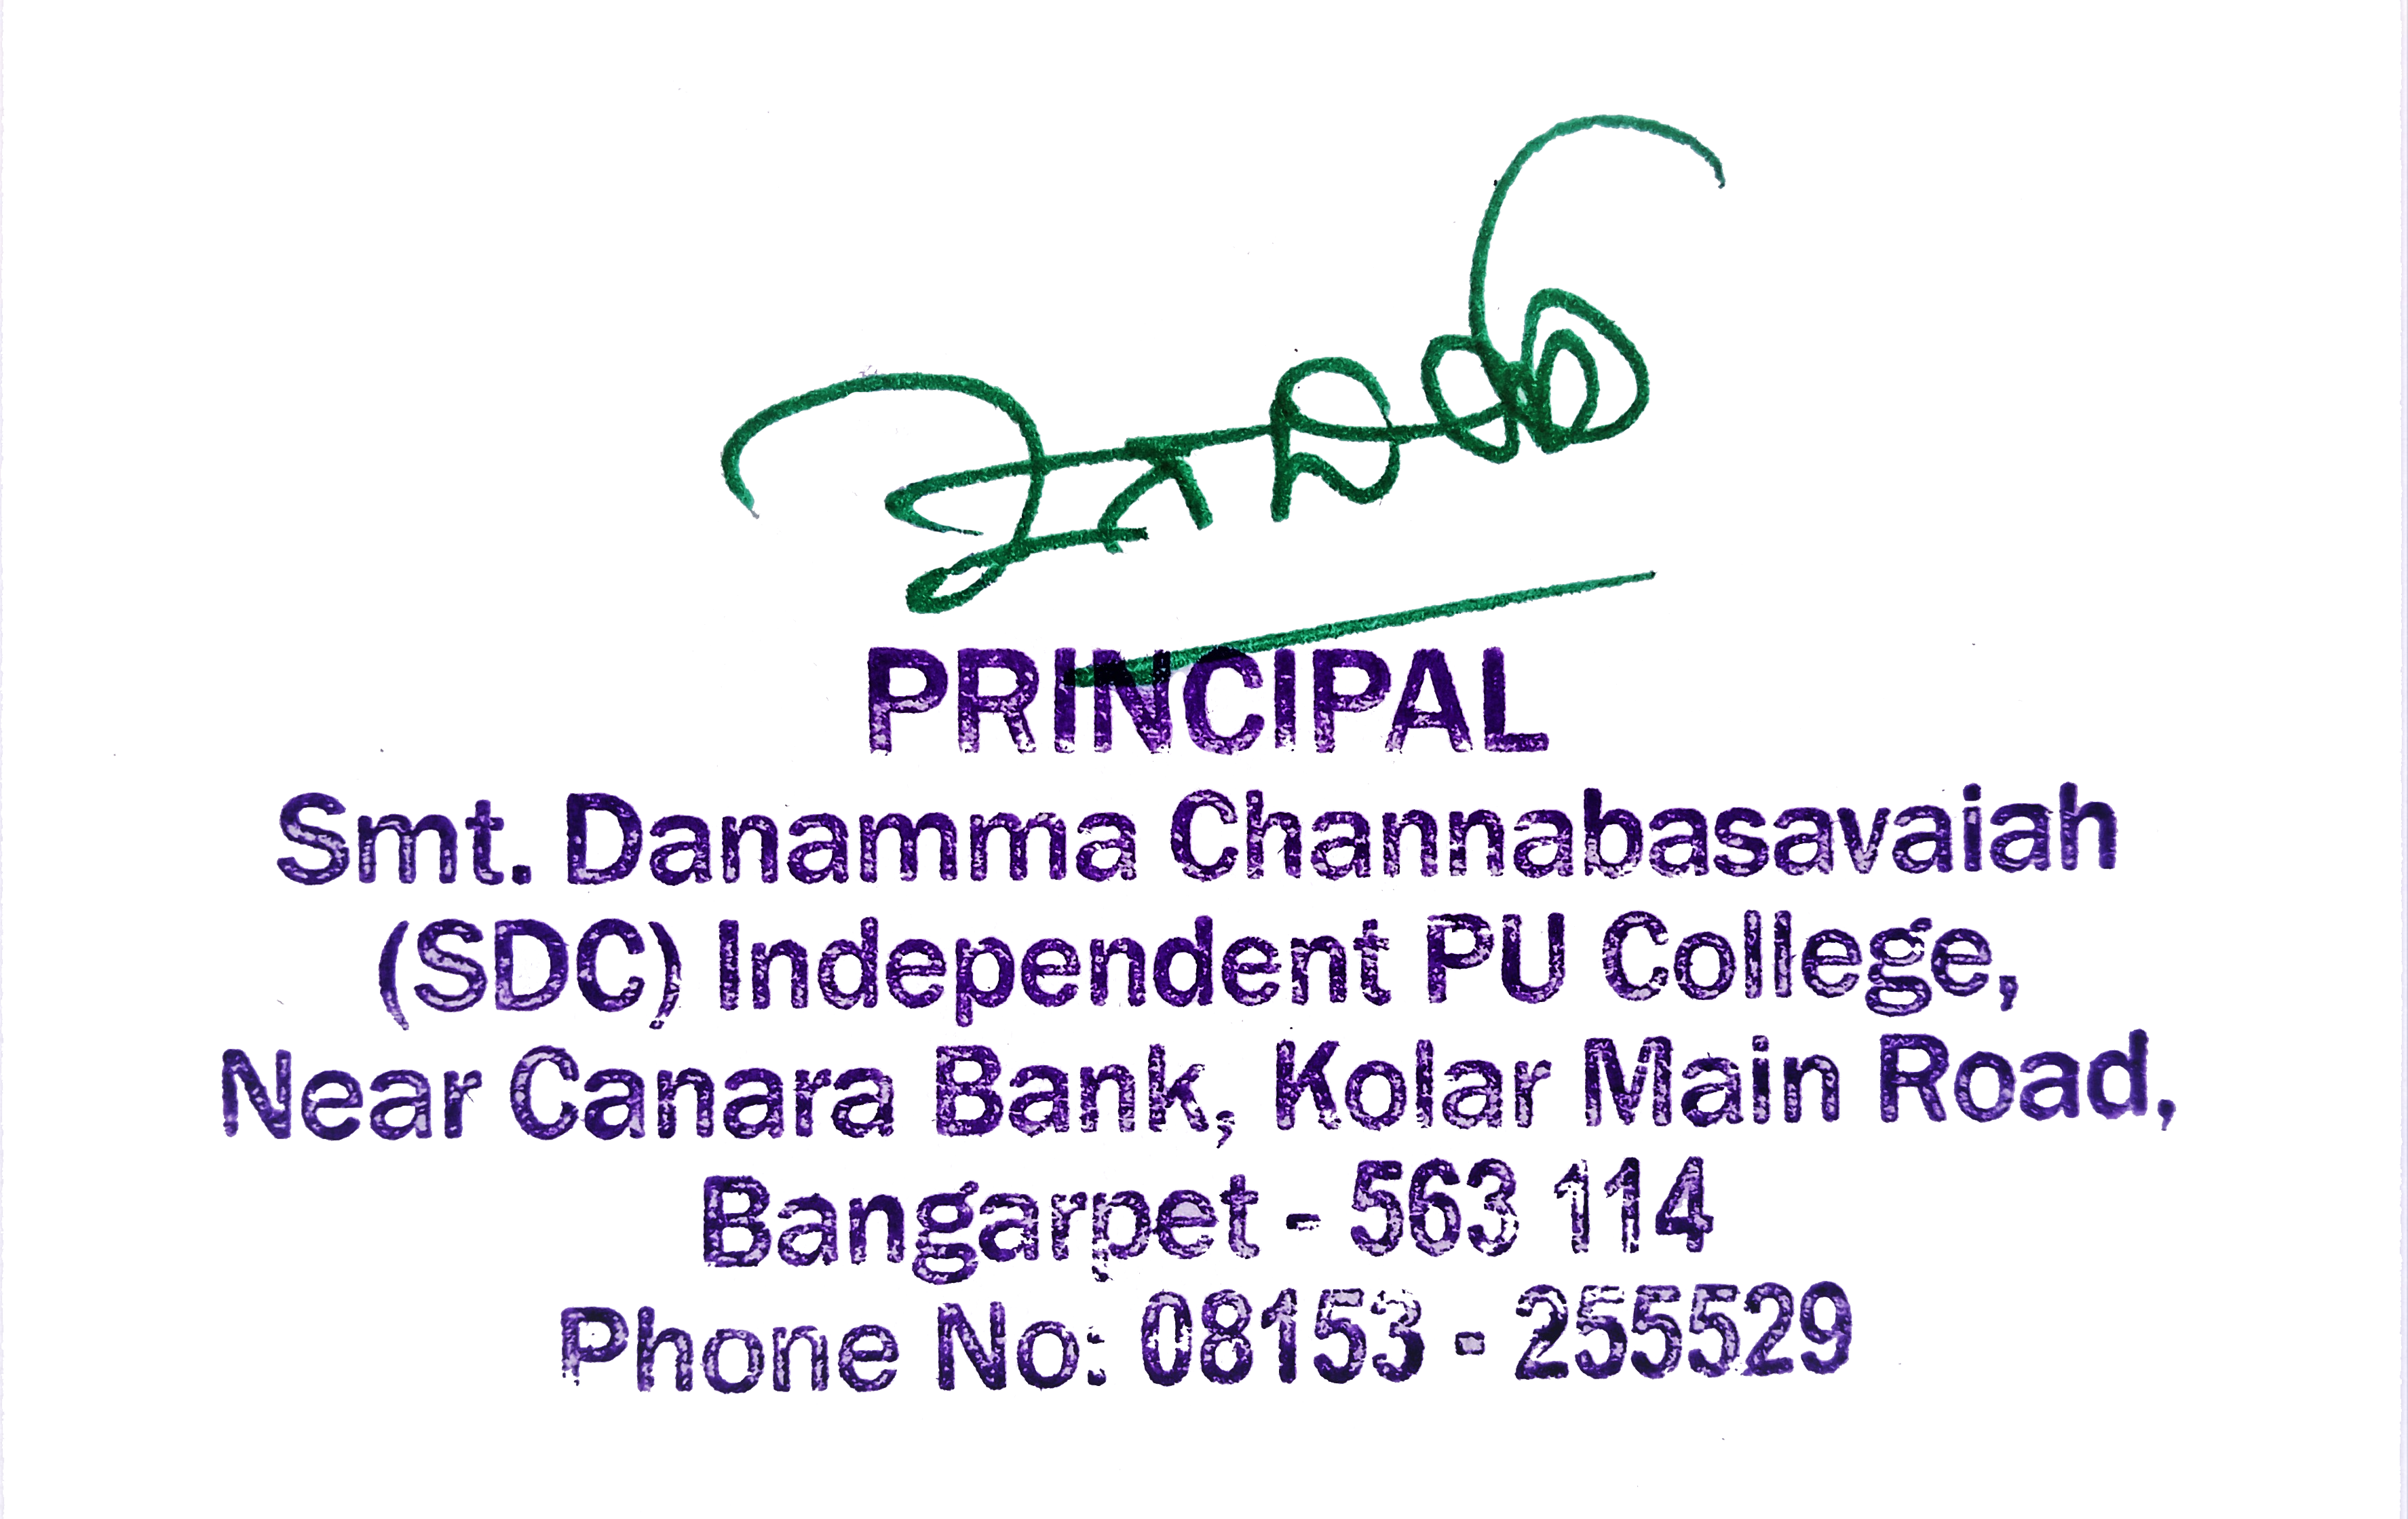 PRINCIPAL
Smt. Danamma Channabasavaiah
(SDC) Independent PU College,
Near Canara Bank, Kolar Main Road,
Bangarpet - 563 114
Phone No: 08153 - 255529